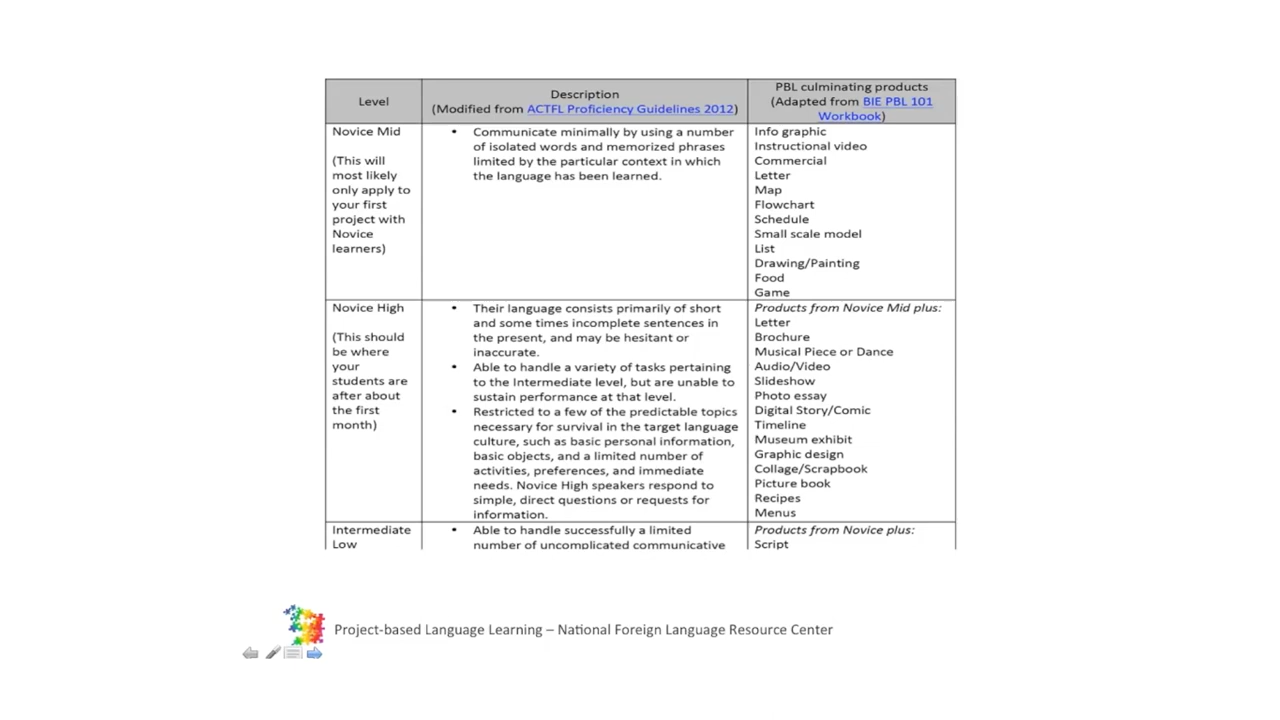 Level
Description
(Modified from ACTFL Proficiency Guidelines 2012)
PBL culminating products
(Adapted from BIE PBL 101
Workbook)
Novice Mid
(This will
most likely
only apply to
your first
project with
Novice
learners)
• Communicate minimally by using a number
of isolated words and memorized phrases
limited by the particular context in which
the language has been learned.
Info graphic
Instructional video
Commercial
Letter
Map
Flowchart
Schedule
Small scale model
List
Drawing/Painting
Food
Game
Novice High
(This should
be where
your
students are
after about
the first
month)
• Their language consists primarily of short
and some times incomplete sentences in
the present, and may be hesitant or
inaccurate.
• Able to handle a variety of tasks pertaining
to the Intermediate level, but are unable to
sustain performance at that level.
• Restricted to a few of the predictable topics
necessary for survival in the target language
culture, such as basic personal information,
basic objects, and a limited number of
activities, preferences, and immediate
needs. Novice High speakers respond to
simple, direct questions or requests for
information.
Products from Novice Mid plus:
Letter
Brochure
Musical Piece or Dance
Audio/Video
Slideshow
Photo essay
Digital Story/Comic
Timeline
Museum exhibit
Graphic design
Collage/Scrapbook
Picture book
Recipes
Menus
Intermediate
Low
• Able to handle successfully a limited
number of uncomplicated communicative
Products from Novice plus:
Script
Project-based Language Learning – National Foreign Language Resource Center